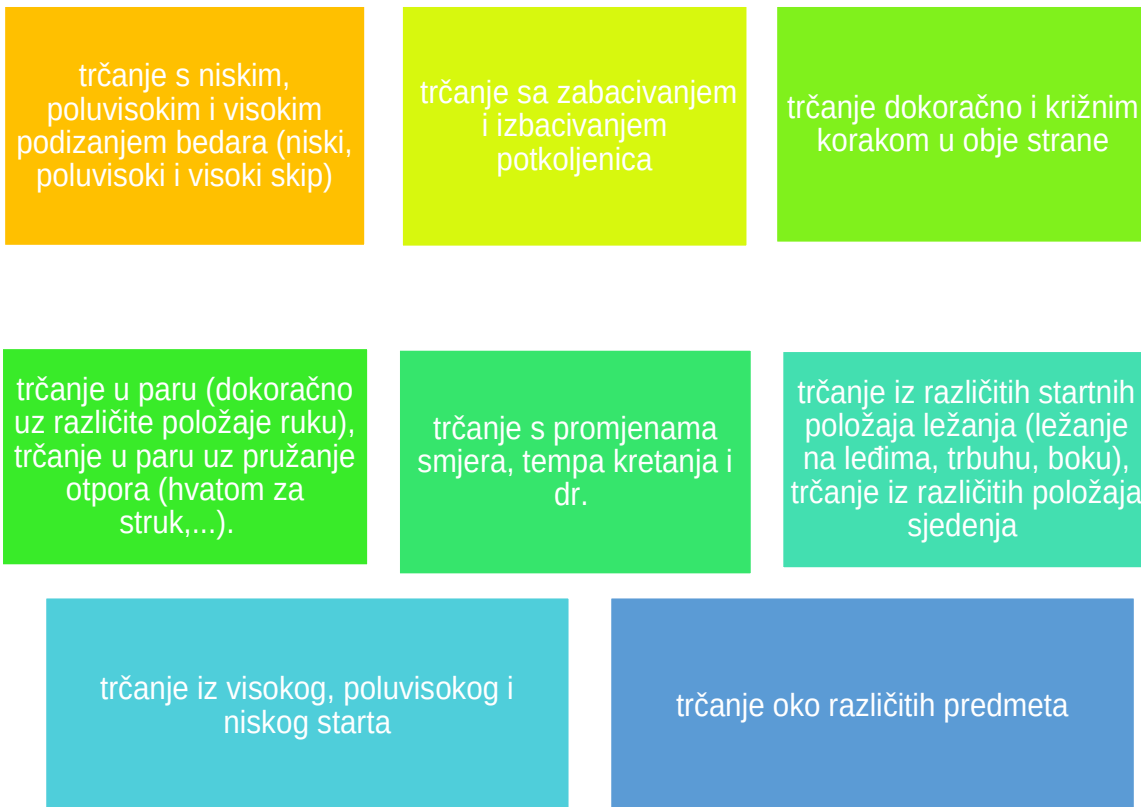 trčanje s niskim,
poluvisokim i visokim
podizanjem bedara (niski,
poluvisoki i visoki skip)
trčanje sa zabacivanjem
i izbacivanjem
potkoljenica
trčanje dokoračno i križnim
korakom u obje strane
trčanje u paru (dokoračno
uz različite položaje ruku),
trčanje u paru uz pružanje
otpora (hvatom za
struk,...).
trčanje s promjenama
smjera, tempa kretanja i
dr.
trčanje iz različitih startnih
položaja ležanja (ležanje
na leđima, trbuhu, boku),
trčanje iz različitih položaja
sjedenja
trčanje iz visokog, poluvisokog i
niskog starta
trčanje oko različitih predmeta